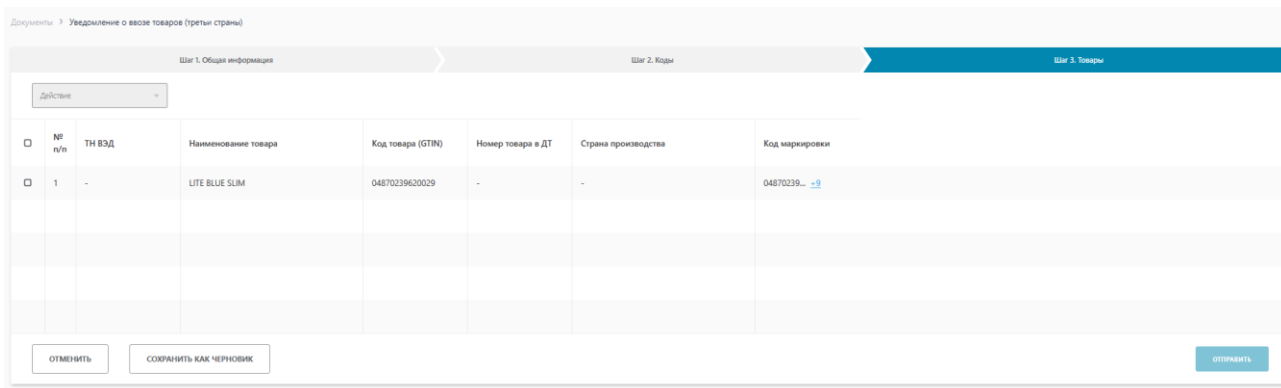 Документы > Уведомление о ввозе товаров (третьи страны)
Шаг 1. Общая информация
Шаг 2. Коды
Шаг 3. Товары
Действие
№ п/п ТН ВЭД Наименование товара Код товара (GTIN) Номер товара в ДТ Страна производства Код маркировки
1 - LITE BLUE SLIM 04870239620029 - - 04870239... +9
ОТМЕНИТЬ СОХРАНИТЬ КАК ЧЕРНОВИК ОТПРАВИТЬ